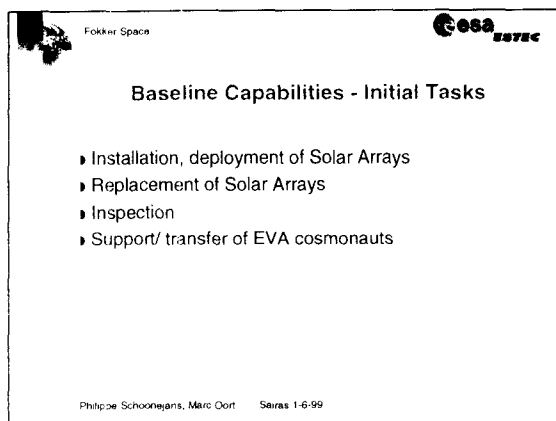 Fokker Space
esa
ESTEC
Baseline Capabilities - Initial Tasks
Installation, deployment of Solar Arrays
Replacement of Solar Arrays
Inspection
Support/ transfer of EVA cosmonauts
Philippe Schoonejans, Marc Oort Sairas 1-6-99